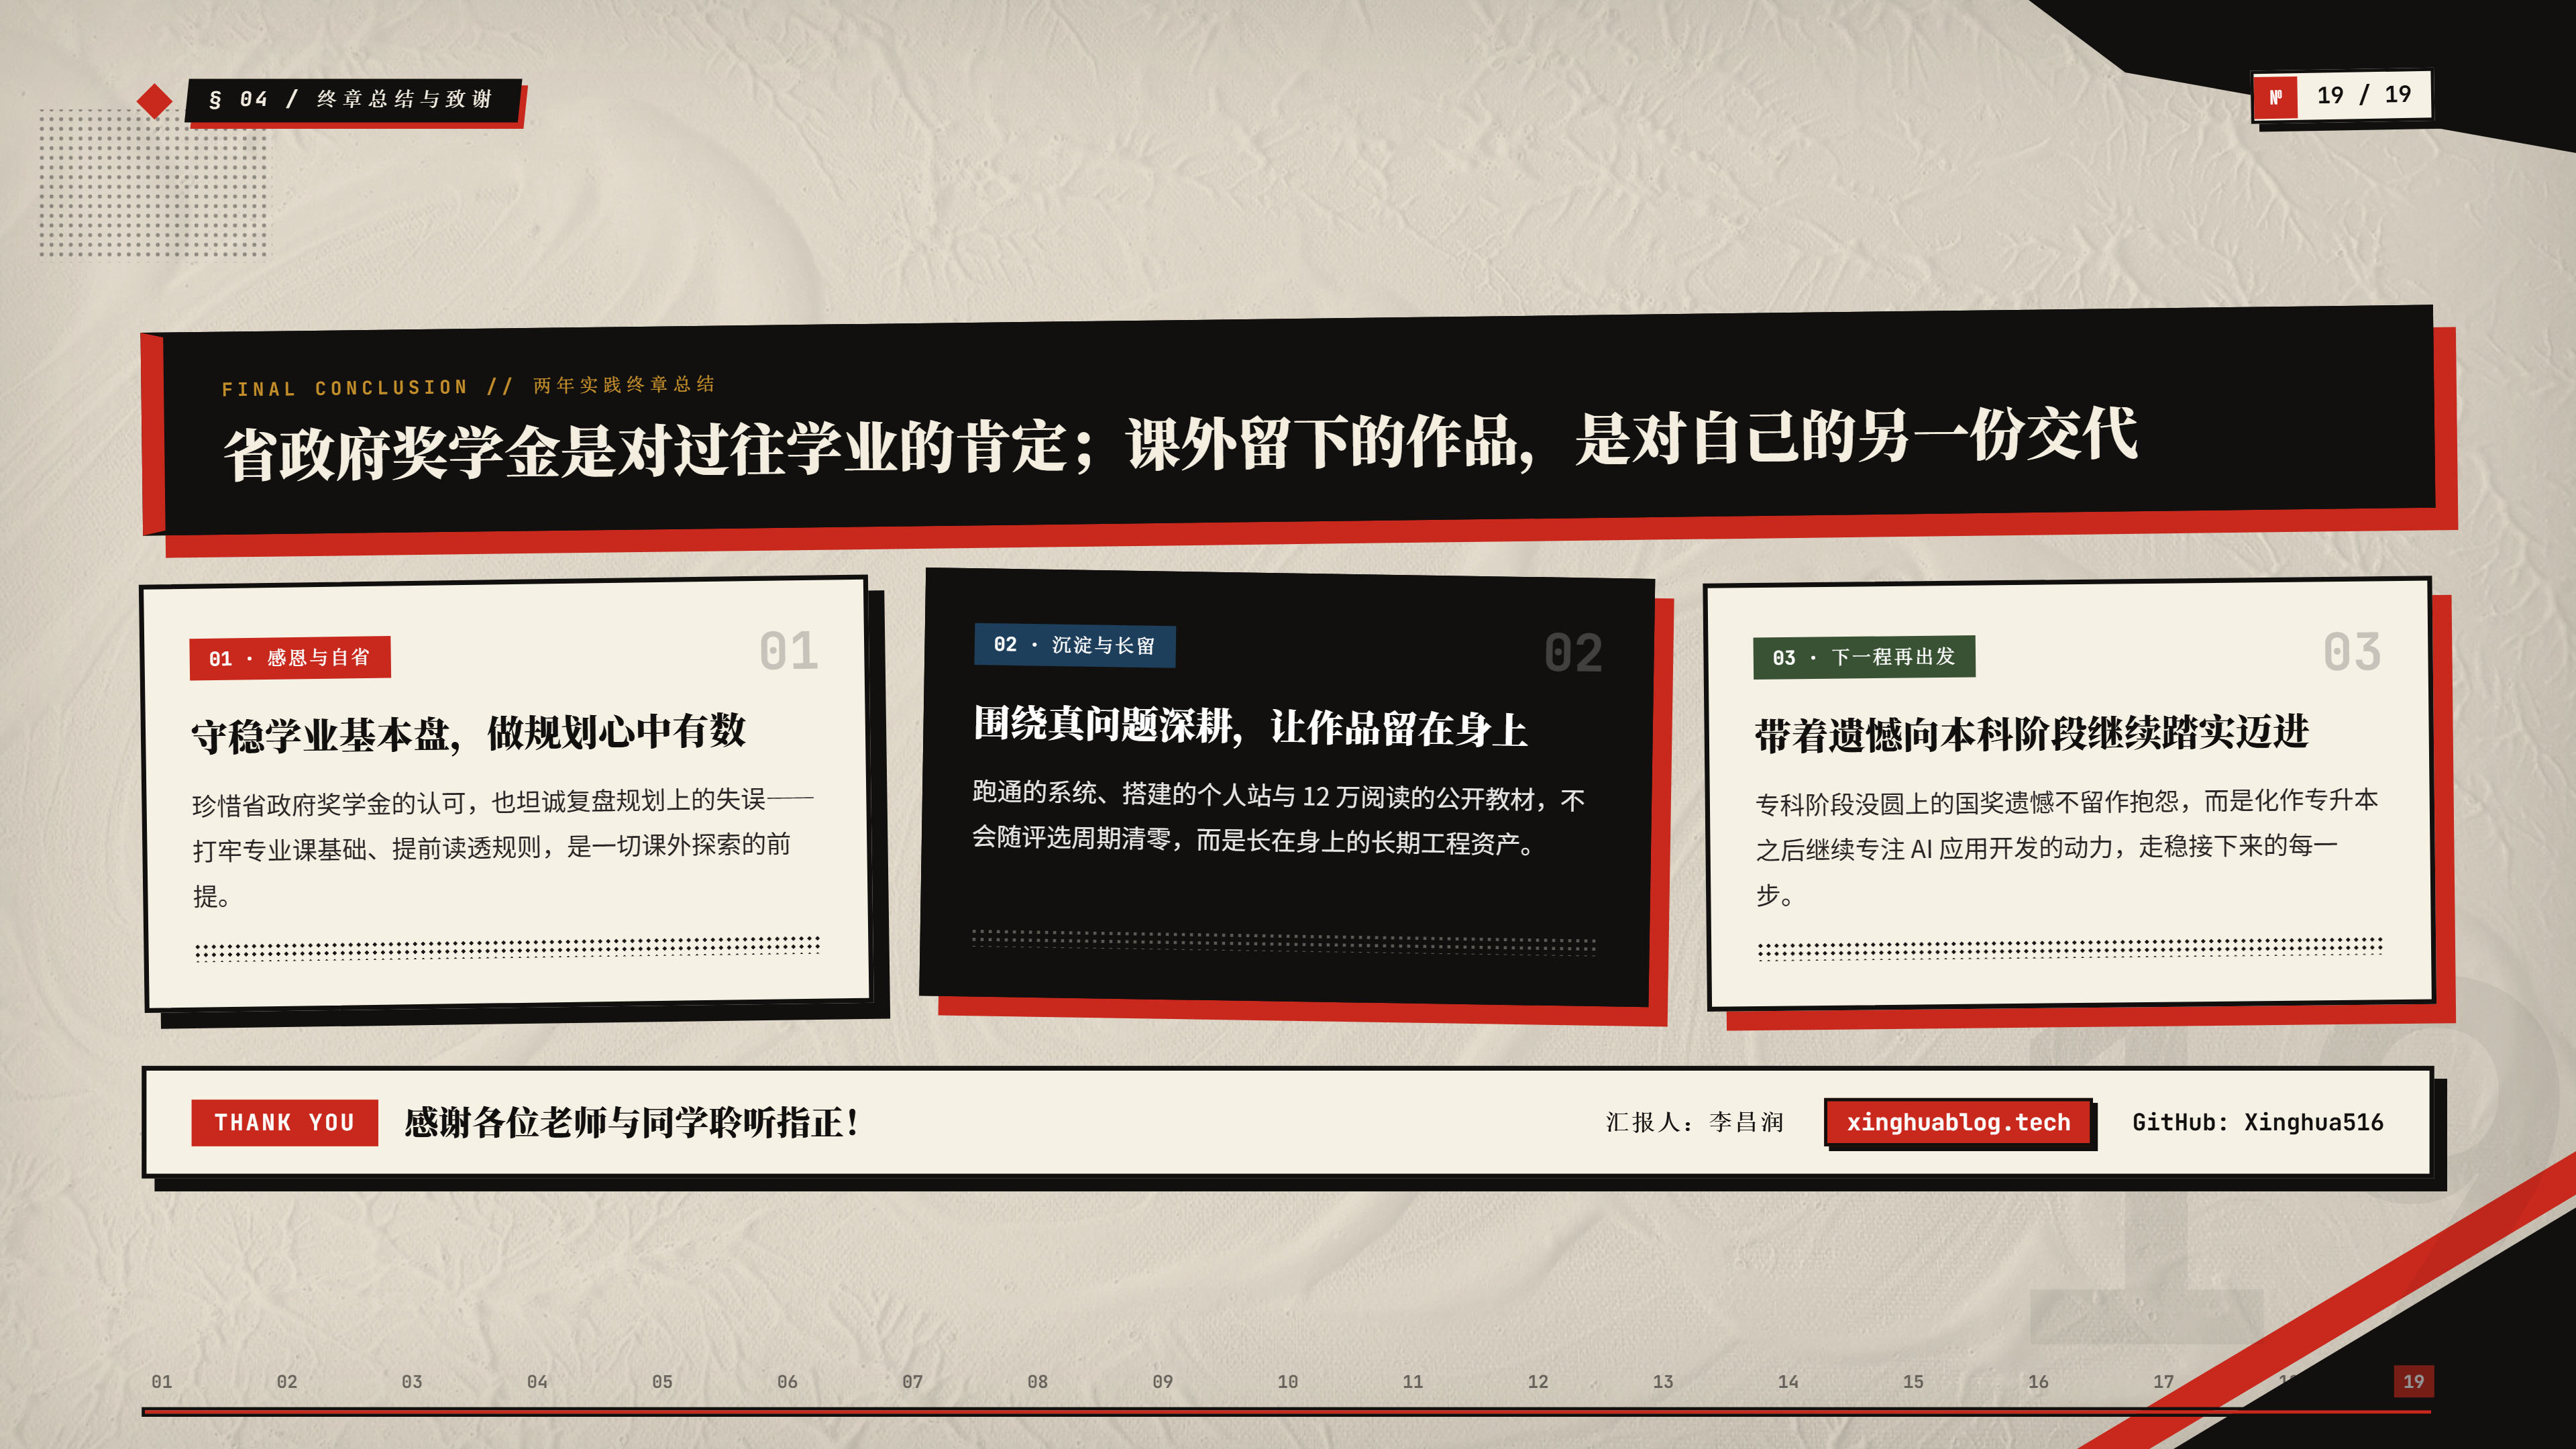 § 04 / 终章总结与致谢
№ 19 / 19
FINAL CONCLUSION // 两年实践终章总结
省政府奖学金是对过往学业的肯定；课外留下的作品，是对自己的另一份交代
01 · 感恩与自省
01
守稳学业基本盘，做规划心中有数
珍惜省政府奖学金的认可，也坦诚复盘规划上的失误——
打牢专业课基础、提前读透规则，是一切课外探索的前
提。
02 · 沉淀与长留
02
围绕真问题深耕，让作品留在身上
跑通的系统、搭建的个人站与 12 万阅读的公开教材，不
会随评选周期清零，而是长在身上的长期工程资产。
03 · 下一程再出发
03
带着遗憾向本科阶段继续踏实迈进
专科阶段没圆上的国奖遗憾不留作抱怨，而是化作专升本
之后继续专注 AI 应用开发的动力，走稳接下来的每一
步。
THANK YOU 感谢各位老师与同学聆听指正！
汇报人：李昌润 xinghuablog.tech GitHub: Xinghua516
19
01 02 03 04 05 06 07 08 09 10 11 12 13 14 15 16 17 19